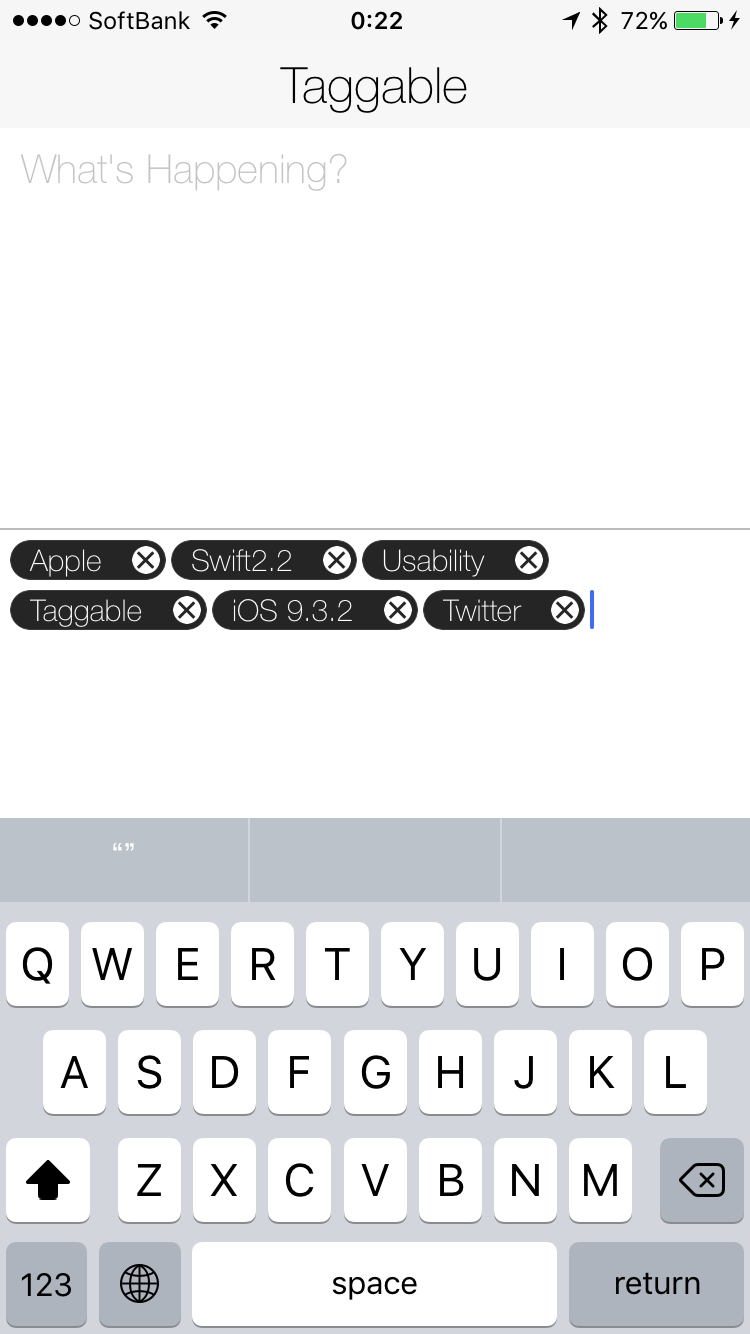 SoftBank 0:22 72%
Taggable
What's Happening?
Apple Swift2.2 Usability
Taggable iOS 9.3.2 Twitter
“”
Q W E R T Y U I O P
A S D F G H J K L
Z X C V B N M
123 space return